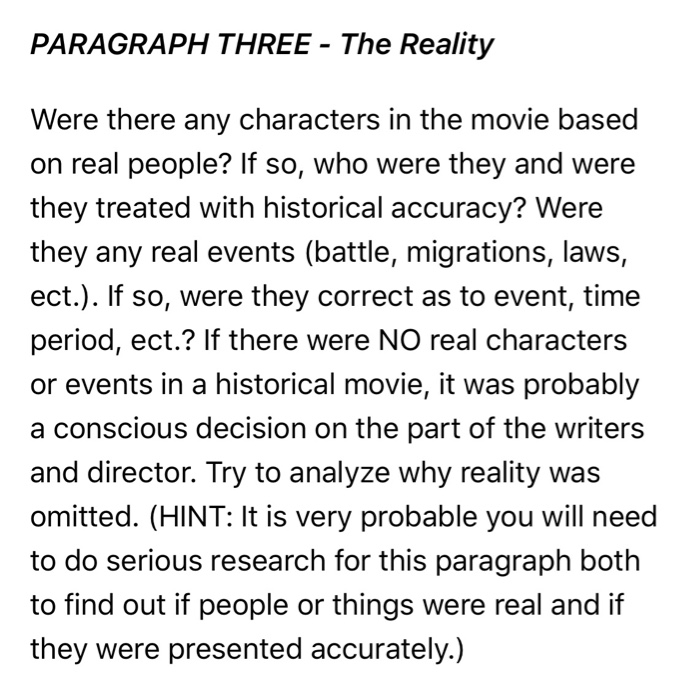 PARAGRAPH THREE - The Reality
Were there any characters in the movie based
on real people? If so, who were they and were
they treated with historical accuracy? Were
they any real events (battle, migrations, laws,
ect.). If so, were they correct as to event, time
period, ect.? If there were NO real characters
or events in a historical movie, it was probably
a conscious decision on the part of the writers
and director. Try to analyze why reality was
omitted. (HINT: It is very probable you will need
to do serious research for this paragraph both
to find out if people or things were real and if
they were presented accurately.)